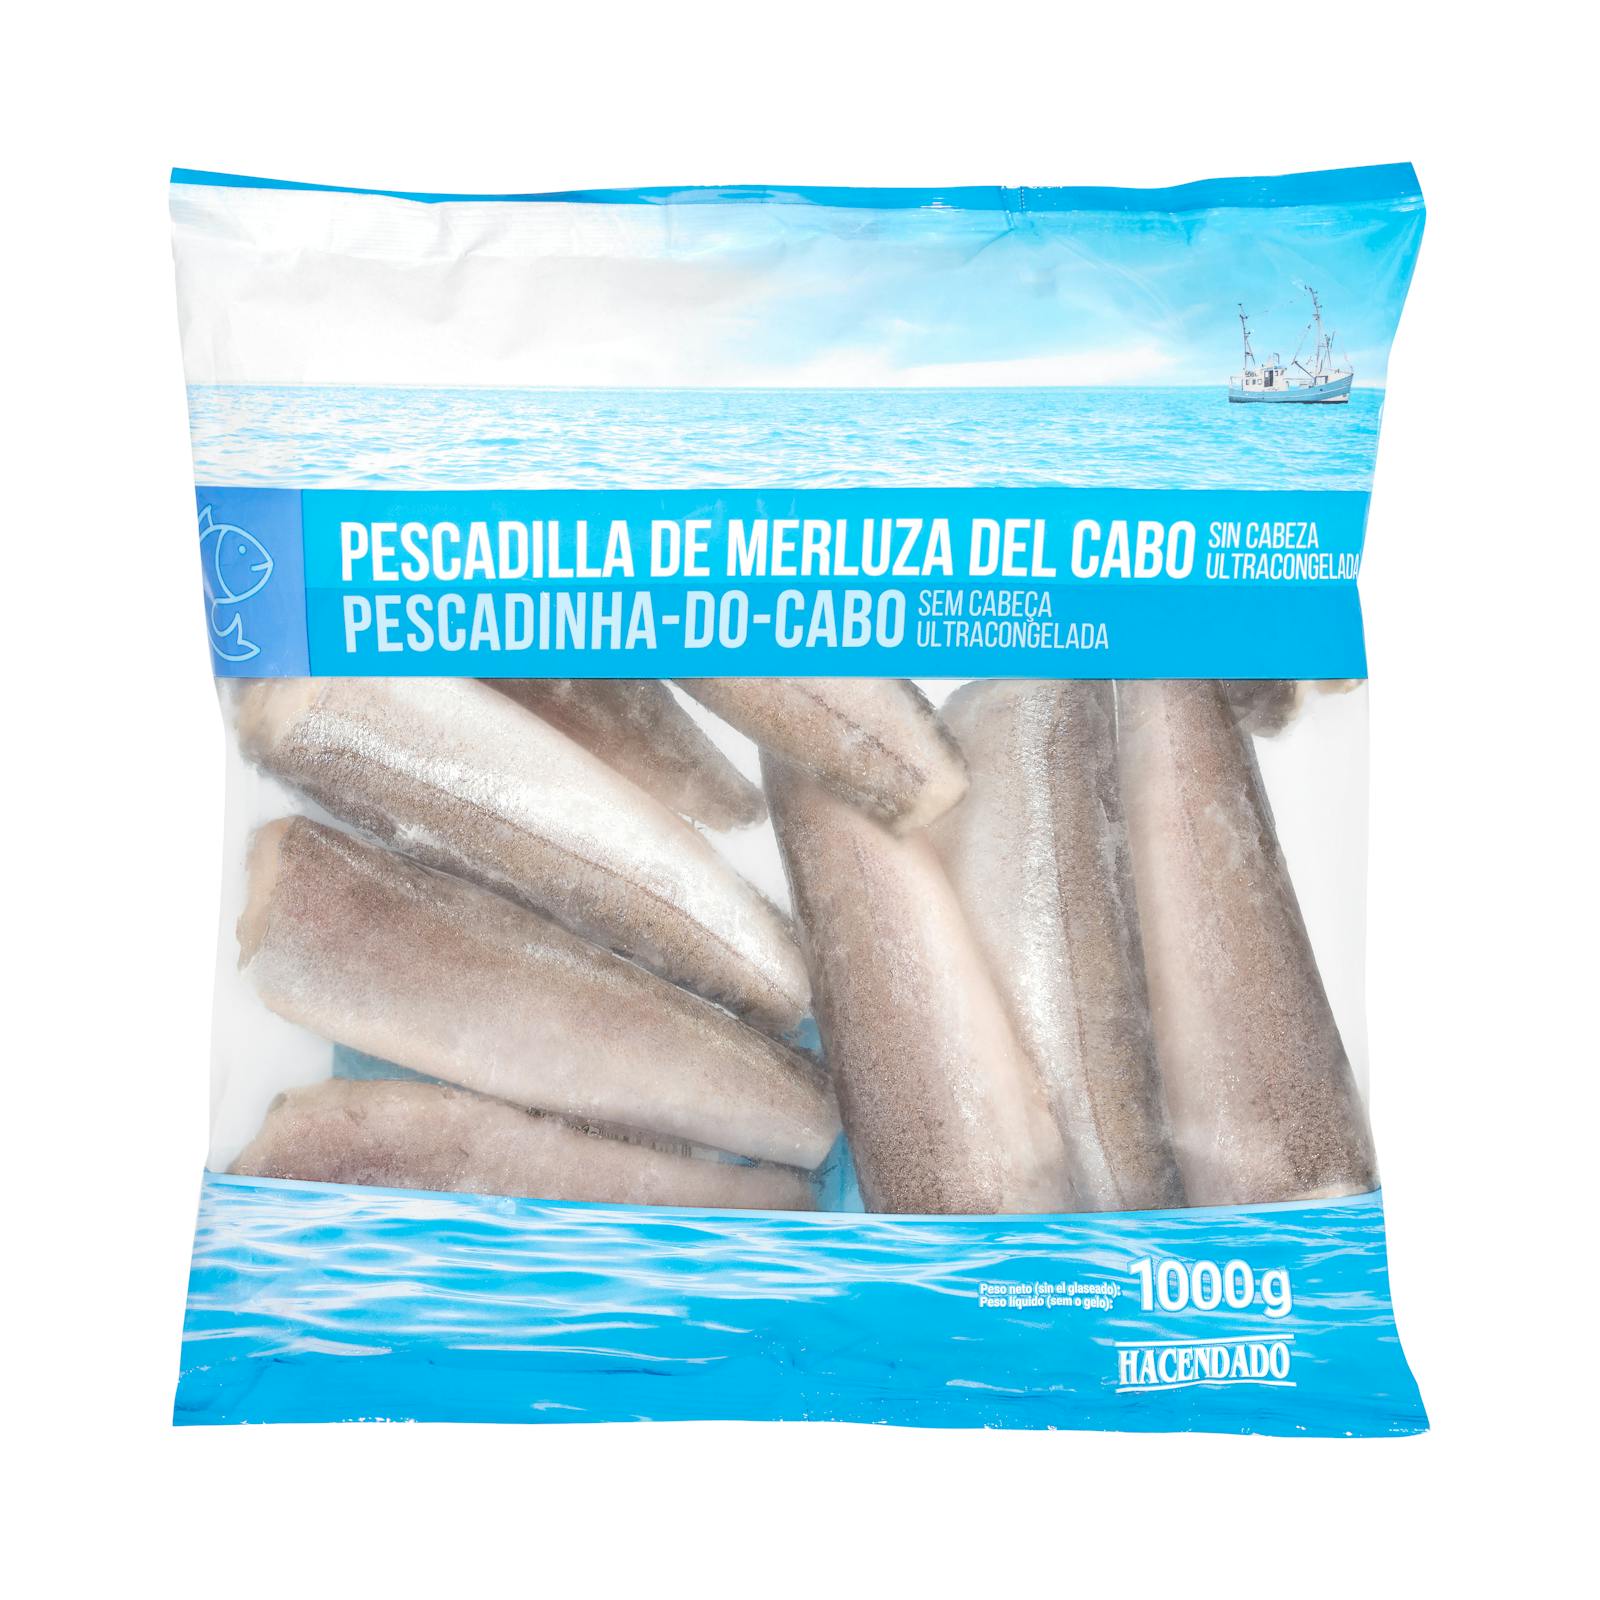 PESCADILLA DE MERLUZA DEL CABO SIN CABEZA
ULTRACONGELADA
PESCADINHA-DO-CABO SEM CABEÇA
ULTRACONGELADA
Peso neto (sin el glaseado): 1000 g
Peso líquido (sem o gelo):
HACENDADO